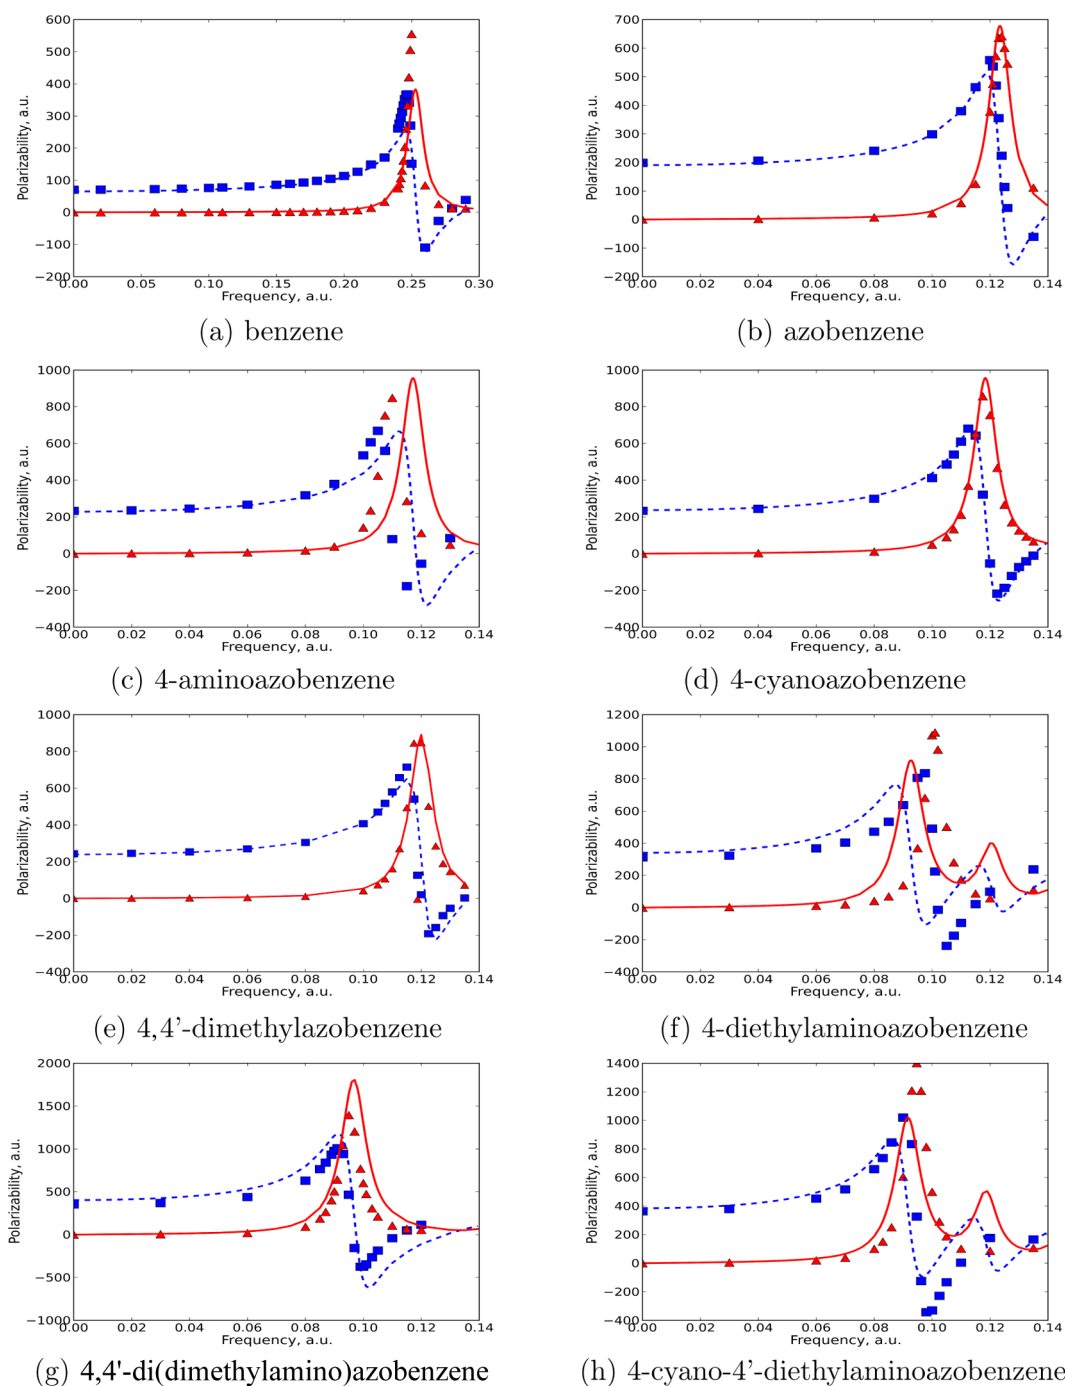 600
500
400
300
200
100
0
−100
−200
Polarizability, a.u.
0.00 0.05 0.10 0.15 0.20 0.25 0.30
Frequency, a.u.
(a) benzene
700
600
500
400
300
200
100
0
−100
−200
Polarizability, a.u.
0.00 0.02 0.04 0.06 0.08 0.10 0.12 0.14
Frequency, a.u.
(b) azobenzene
1000
800
600
400
200
0
−200
−400
Polarizability, a.u.
0.00 0.02 0.04 0.06 0.08 0.10 0.12 0.14
Frequency, a.u.
(c) 4-aminoazobenzene
1000
800
600
400
200
0
−200
−400
Polarizability, a.u.
0.00 0.02 0.04 0.06 0.08 0.10 0.12 0.14
Frequency, a.u.
(d) 4-cyanoazobenzene
1000
800
600
400
200
0
−200
−400
Polarizability, a.u.
0.00 0.02 0.04 0.06 0.08 0.10 0.12 0.14
Frequency, a.u.
(e) 4,4’-dimethylazobenzene
1200
1000
800
600
400
200
0
−200
−400
Polarizability, a.u.
0.00 0.02 0.04 0.06 0.08 0.10 0.12 0.14
Frequency, a.u.
(f) 4-diethylaminoazobenzene
2000
1500
1000
500
0
−500
−1000
Polarizability, a.u.
0.00 0.02 0.04 0.06 0.08 0.10 0.12 0.14
Frequency, a.u.
(g) 4,4'-di(dimethylamino)azobenzene
1400
1200
1000
800
600
400
200
0
−200
−400
Polarizability, a.u.
0.00 0.02 0.04 0.06 0.08 0.10 0.12 0.14
Frequency, a.u.
(h) 4-cyano-4’-diethylaminoazobenzene